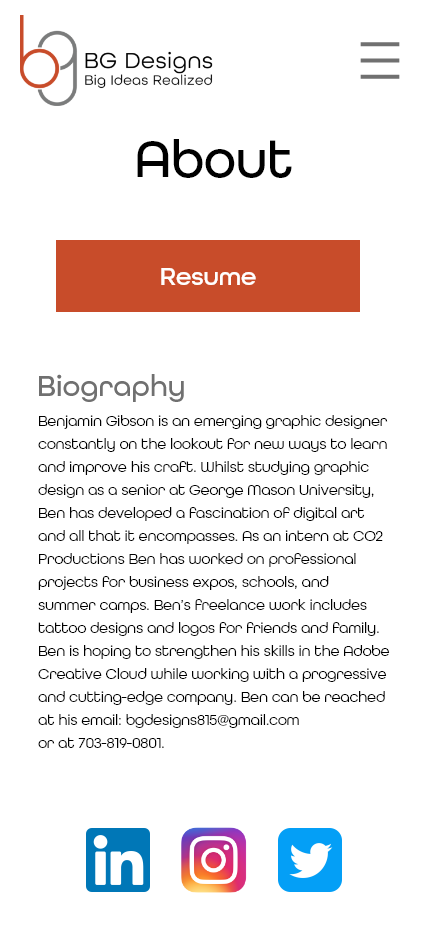 BG Designs
Big Ideas Realized
About
Resume
Biography
Benjamin Gibson is an emerging graphic designer
constantly on the lookout for new ways to learn
and improve his craft. Whilst studying graphic
design as a senior at George Mason University,
Ben has developed a fascination of digital art
and all that it encompasses. As an intern at CO2
Productions Ben has worked on professional
projects for business expos, schools, and
summer camps. Ben's freelance work includes
tattoo designs and logos for friends and family.
Ben is hoping to strengthen his skills in the Adobe
Creative Cloud while working with a progressive
and cutting-edge company. Ben can be reached
at his email: bgdesigns815@gmail.com
or at 703-819-0801.
in